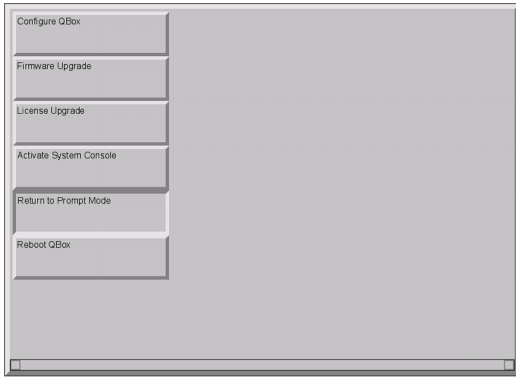 Configure QBox
Firmware Upgrade
License Upgrade
Activate System Console
Return to Prompt Mode
Reboot QBox